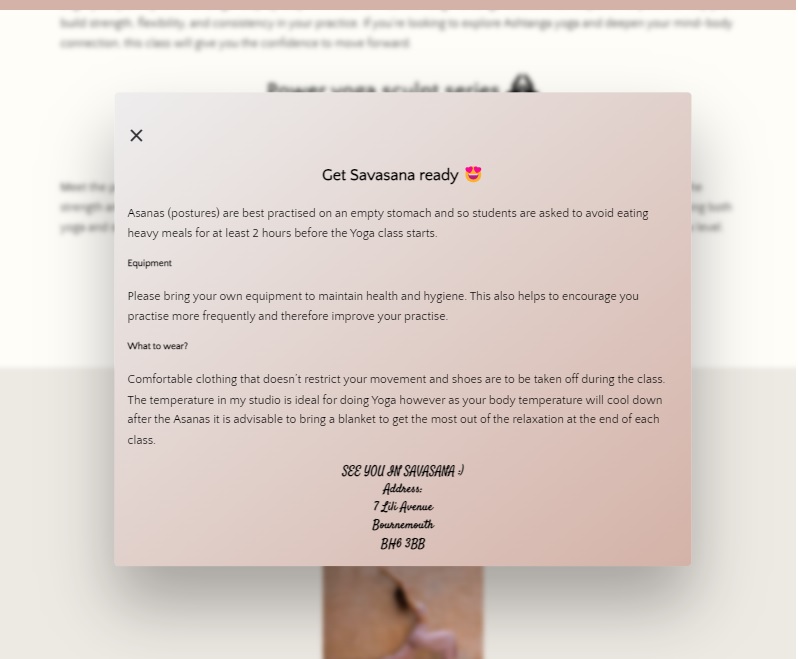 build strength, flexibility, and consistency in your practice. If you're looking to explore Ashtanga yoga and deepen your mind-body
connection, this class will give you the confidence to move forward.
Power yoga sculpt series
Get Savasana ready 😍
Asanas (postures) are best practised on an empty stomach and so students are asked to avoid eating
heavy meals for at least 2 hours before the Yoga class starts.
Equipment
Please bring your own equipment to maintain health and hygiene. This also helps to encourage you
practise more frequently and therefore improve your practise.
What to wear?
Comfortable clothing that doesn't restrict your movement and shoes are to be taken off during the class.
The temperature in my studio is ideal for doing Yoga however as your body temperature will cool down
after the Asanas it is advisable to bring a blanket to get the most out of the relaxation at the end of each
class.
SEE YOU IN SAVASANA :)
Address:
7 Lili Avenue
Bournemouth
BH6 3BB